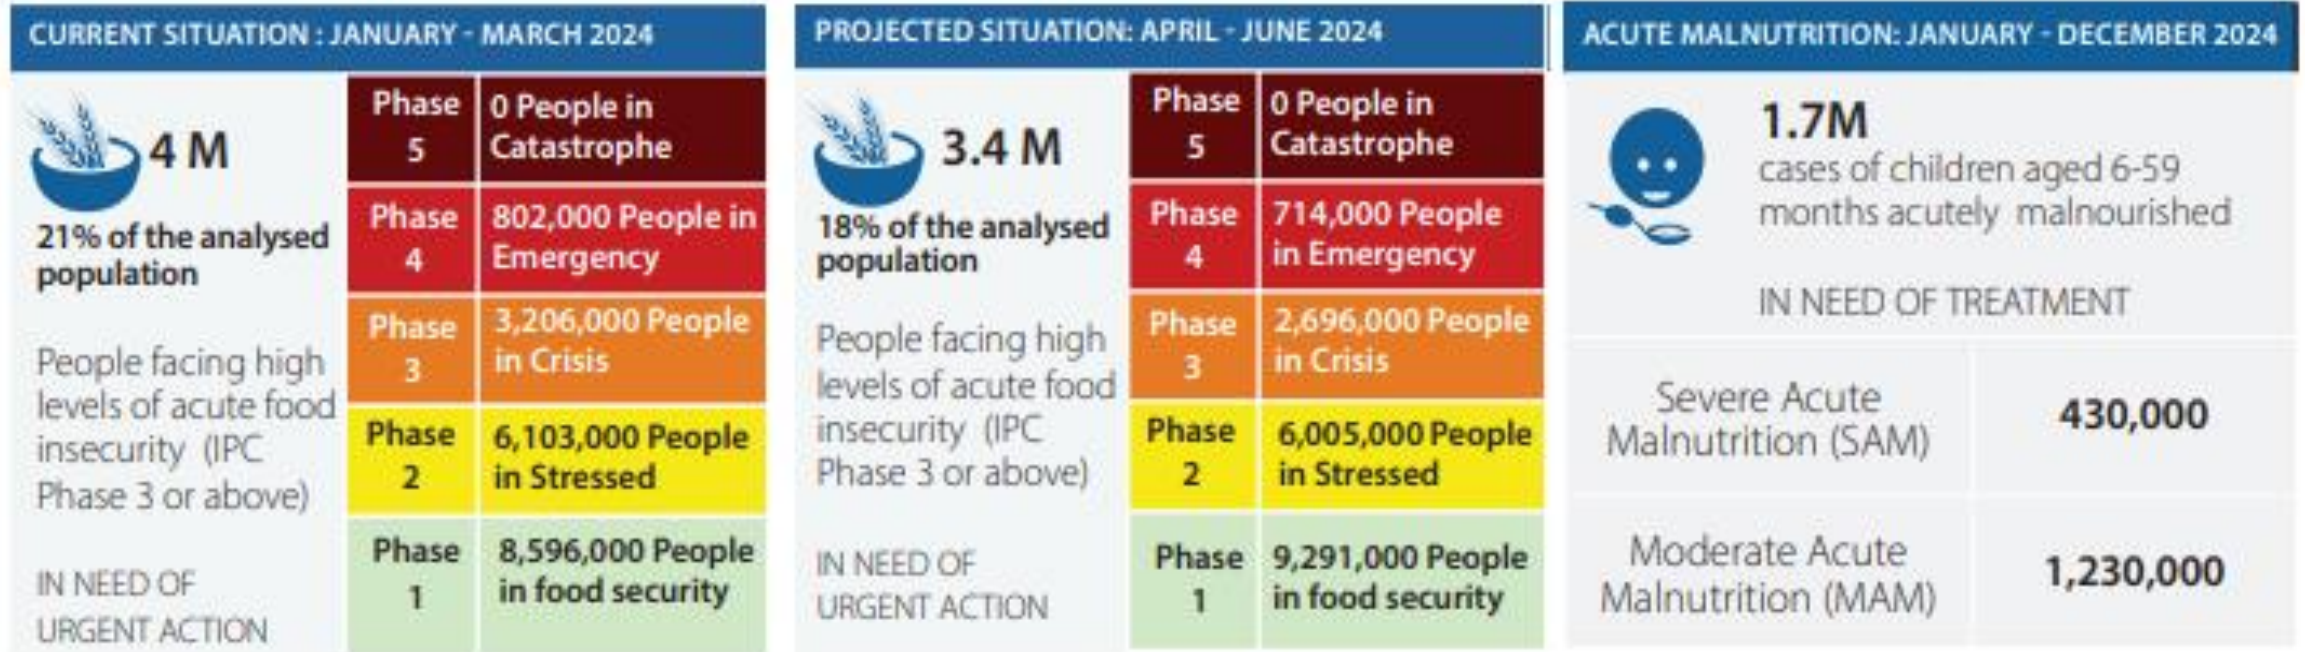 CURRENT SITUATION : JANUARY - MARCH 2024
4 M
21% of the analysed
population
People facing high
levels of acute food
insecurity (IPC
Phase 3 or above)
IN NEED OF
URGENT ACTION
Phase
5
0 People in
Catastrophe
Phase
4
802,000 People in
Emergency
Phase
3
3,206,000 People
in Crisis
Phase
2
6,103,000 People
in Stressed
Phase
1
8,596,000 People
in food security
PROJECTED SITUATION: APRIL - JUNE 2024
3.4 M
18% of the analysed
population
People facing high
levels of acute food
insecurity (IPC
Phase 3 or above)
IN NEED OF
URGENT ACTION
Phase
5
0 People in
Catastrophe
Phase
4
714,000 People
in Emergency
Phase
3
2,696,000 People
in Crisis
Phase
2
6,005,000 People
in Stressed
Phase
1
9,291,000 People
in food security
ACUTE MALNUTRITION: JANUARY - DECEMBER 2024
1.7M
cases of children aged 6-59
months acutely malnourished
IN NEED OF TREATMENT
Severe Acute
Malnutrition (SAM)
430,000
Moderate Acute
Malnutrition (MAM)
1,230,000